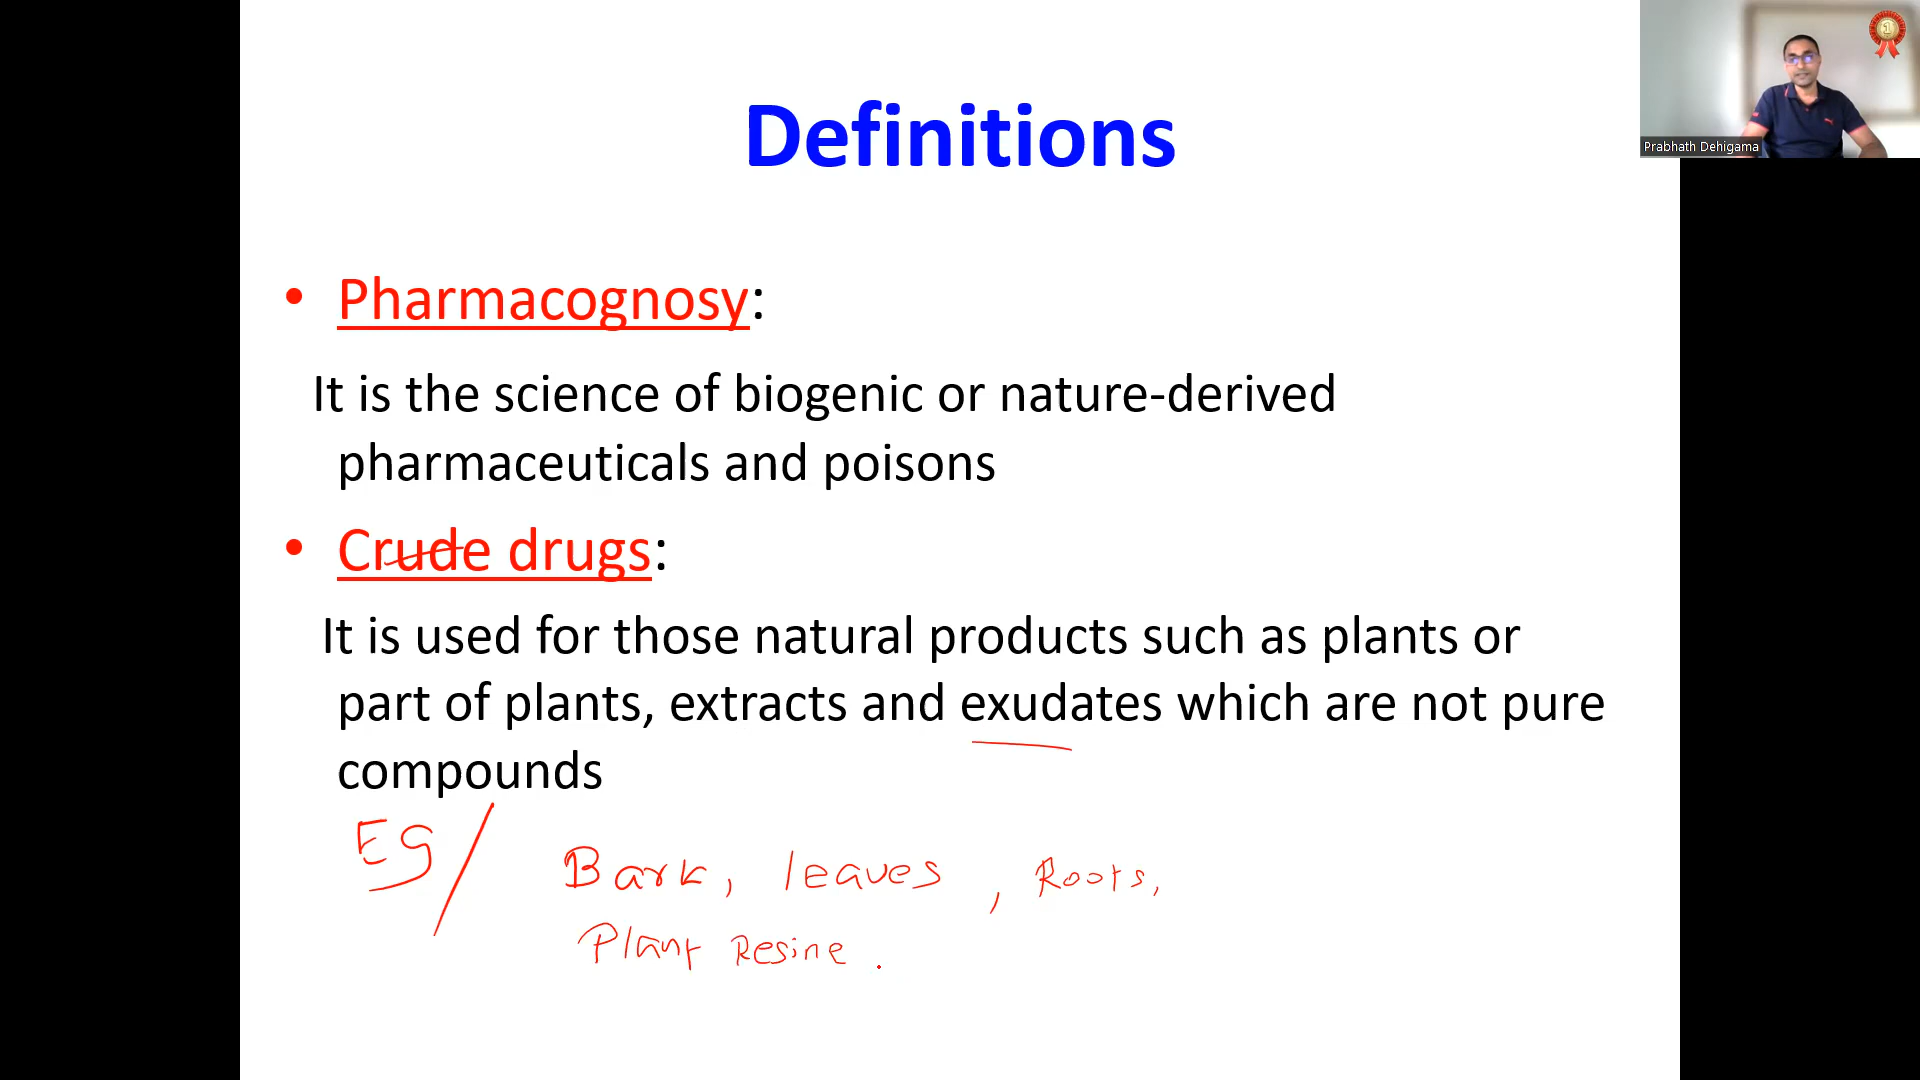 Definitions
Prabhath Dehigama
• Pharmacognosy:
It is the science of biogenic or nature-derived
pharmaceuticals and poisons
• Crude drugs:
It is used for those natural products such as plants or
part of plants, extracts and exudates which are not pure
compounds
EG/ Bark, leaves, Roots,
Plant Resine.